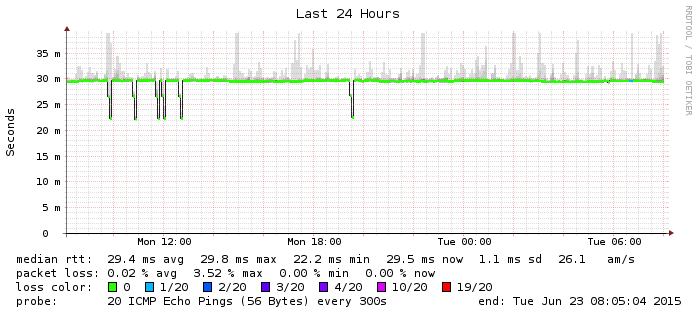 Last 24 Hours
RRDTOOL / TOBI OETIKER
Seconds
35 m
30 m
25 m
20 m
15 m
10 m
5 m
0
Mon 12:00 Mon 18:00 Tue 00:00 Tue 06:00
median rtt: 29.4 ms avg 29.8 ms max 22.2 ms min 29.5 ms now 1.1 ms sd 26.1 am/s
packet loss: 0.02 % avg 3.52 % max 0.00 % min 0.00 % now
loss color: 0 1/20 2/20 3/20 4/20 10/20 19/20
probe: 20 ICMP Echo Pings (56 Bytes) every 300s end: Tue Jun 23 08:05:04 2015